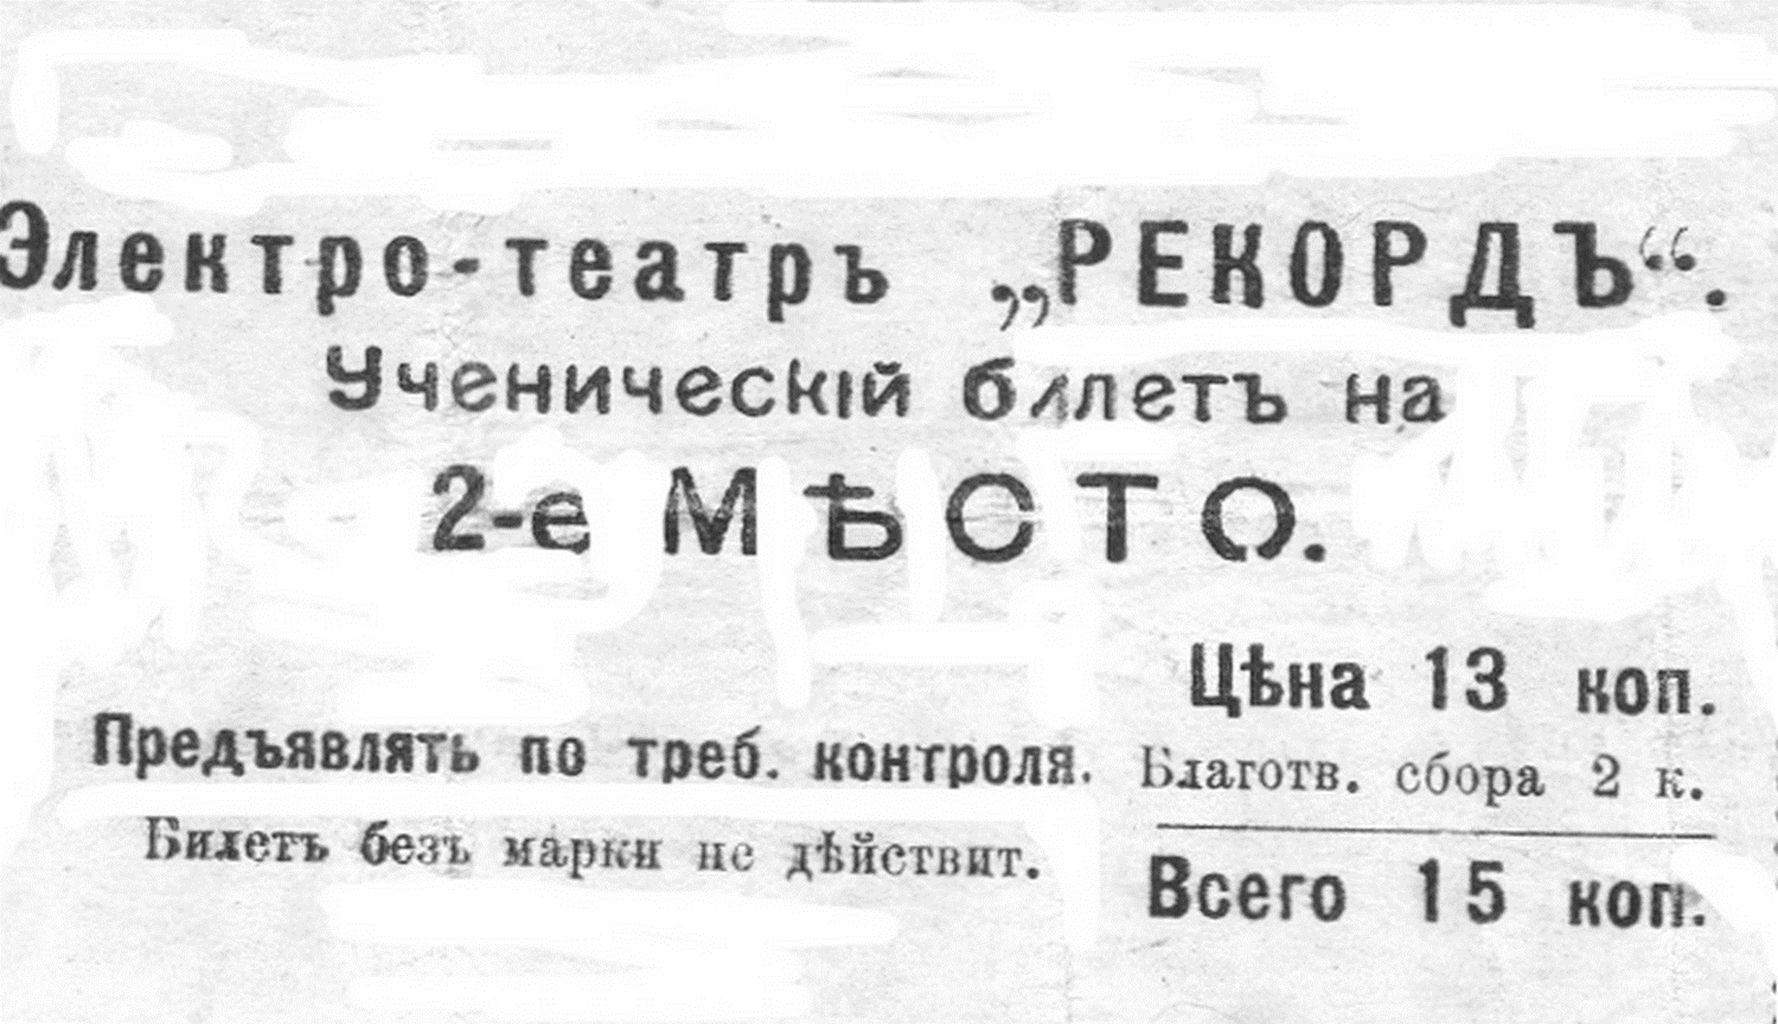 Электро-театръ „РЕКОРДЪ“.
Ученическій билетъ на
2-е МѢСТО.
Цѣна 13 коп.
Предъявлять по треб. контроля.
Благотв. сбора 2 к.
Билетъ безъ марки не дѣйствит.
Всего 15 коп.